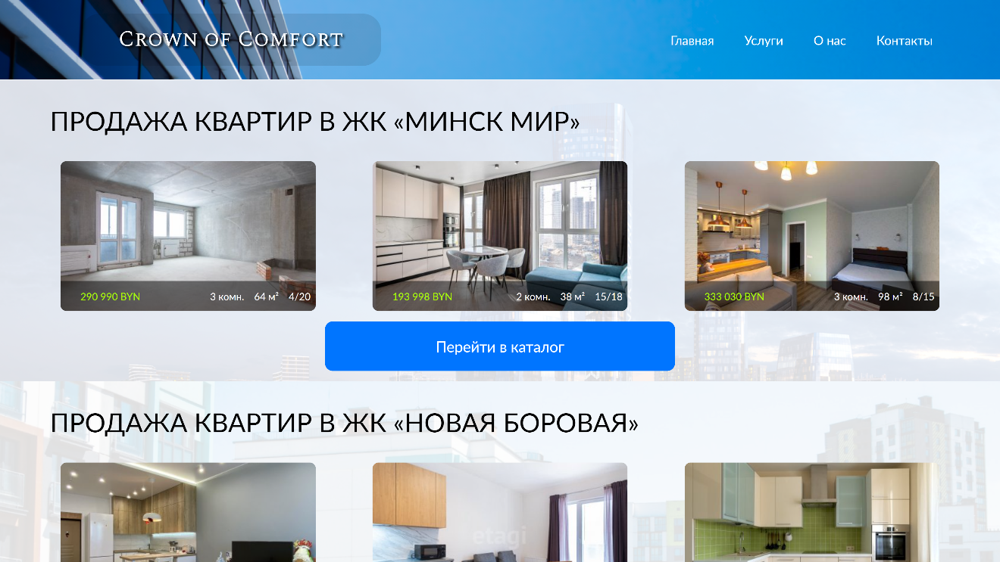 Crown of Comfort
Главная Услуги О нас Контакты
ПРОДАЖА КВАРТИР В ЖК «МИНСК МИР»
290 990 BYN 3 комн. 64 м² 4/20
193 998 BYN 2 комн. 38 м² 15/18
333 030 BYN 3 комн. 98 м² 8/15
Перейти в каталог
ПРОДАЖА КВАРТИР В ЖК «НОВАЯ БОРОВАЯ»
etagi